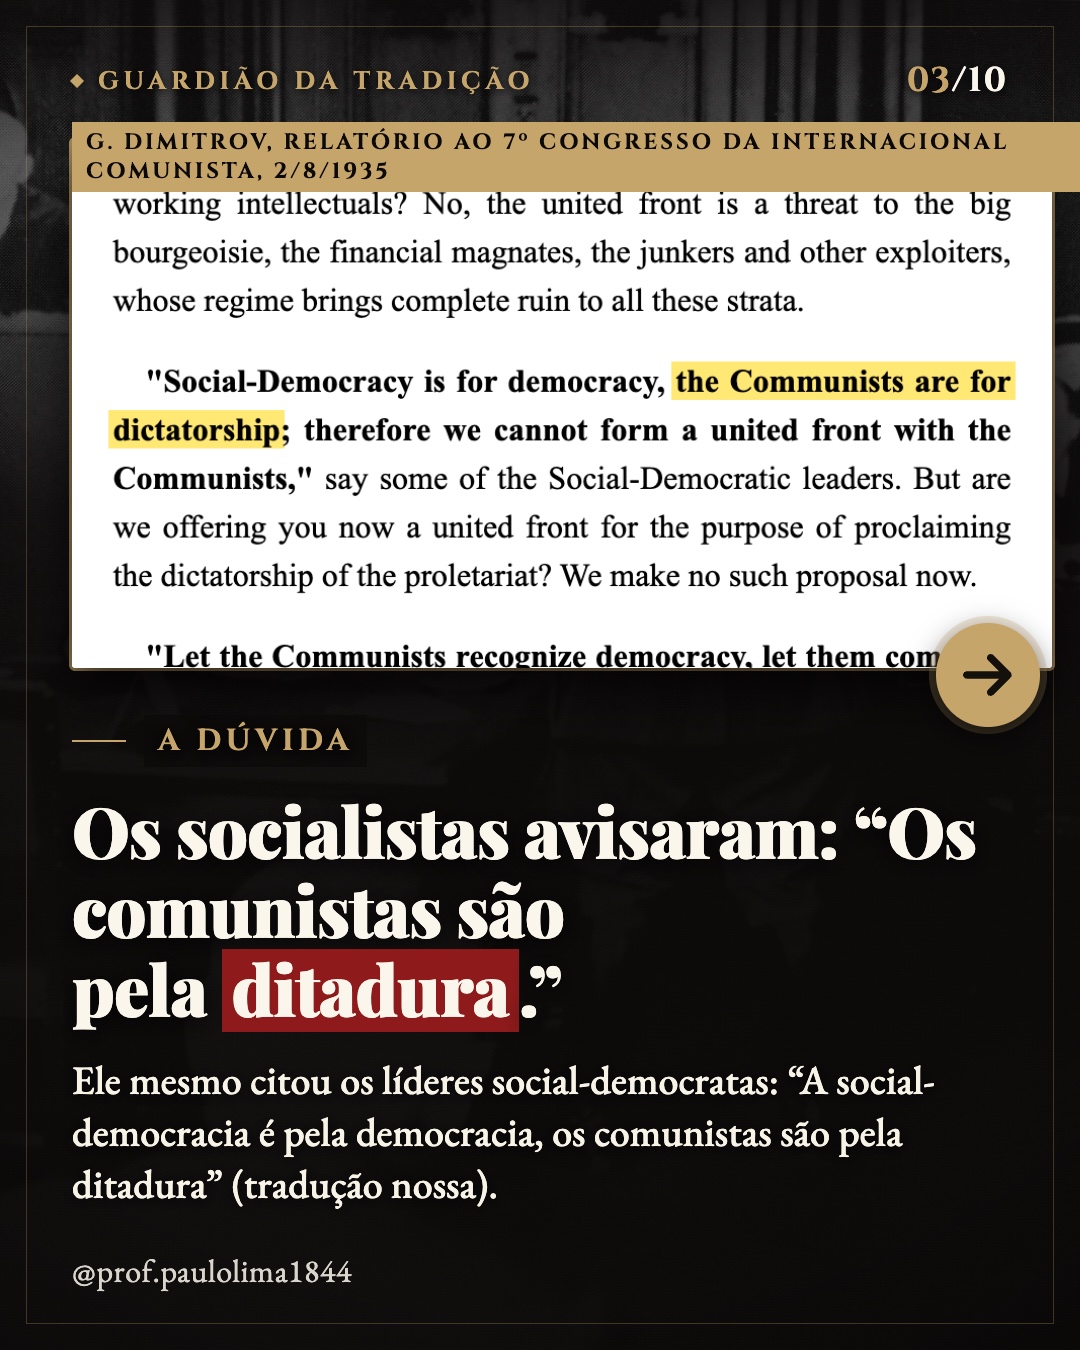 GUARDIÃO DA TRADIÇÃO
03/10
G. DIMITROV, RELATÓRIO AO 7º CONGRESSO DA INTERNACIONAL
COMUNISTA, 2/8/1935
working intellectuals? No, the united front is a threat to the big
bourgeoisie, the financial magnates, the junkers and other exploiters,
whose regime brings complete ruin to all these strata.
"Social-Democracy is for democracy, the Communists are for
dictatorship; therefore we cannot form a united front with the
Communists," say some of the Social-Democratic leaders. But are
we offering you now a united front for the purpose of proclaiming
the dictatorship of the proletariat? We make no such proposal now.
"Let the Communists recognize democracy, let them com
A DÚVIDA
Os socialistas avisaram: “Os
comunistas são
pela ditadura.”
Ele mesmo citou os líderes social-democratas: “A social-
democracia é pela democracia, os comunistas são pela
ditadura” (tradução nossa).
@prof.paulolima1844